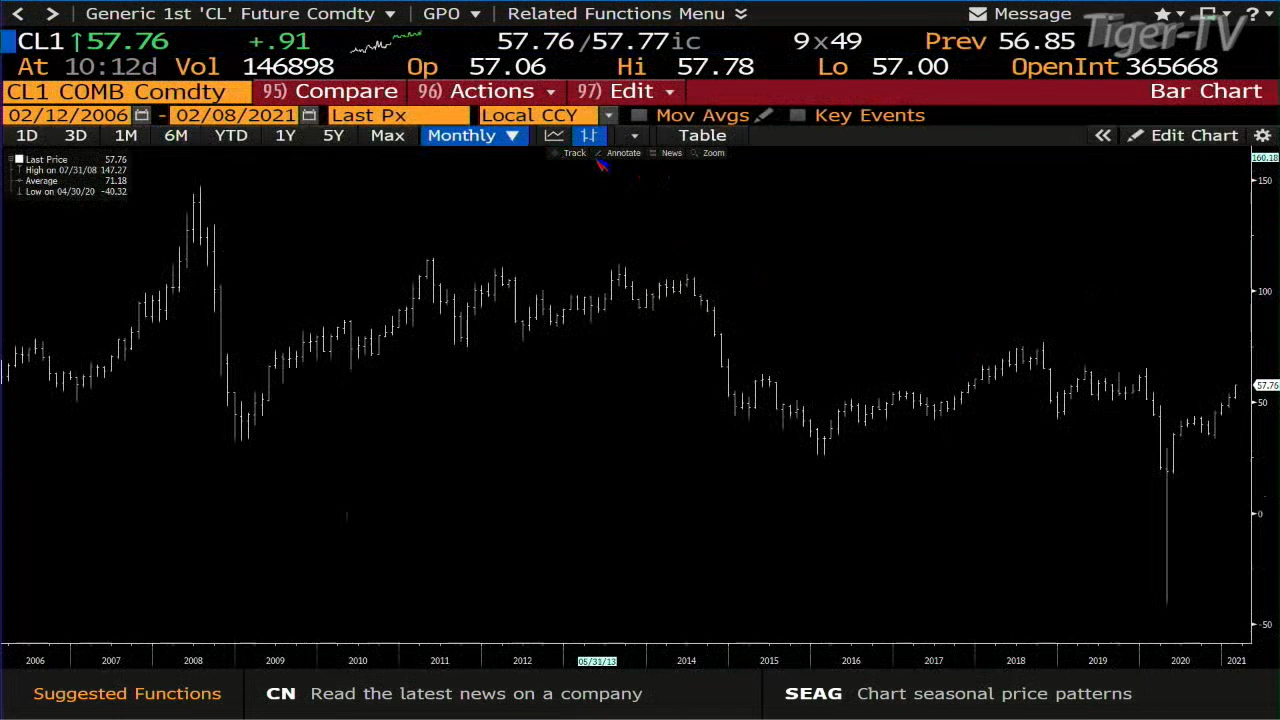 < > Generic 1st 'CL' Future Comdty GPO Related Functions Menu Message ?
CL1 ↑57.76 +.91 57.76/57.77ic 9x49 Prev 56.85 Tiger-TV
At 10:12d Vol 146898 Op 57.06 Hi 57.78 Lo 57.00 OpenInt 365668
CL1 COMB Comdty 95) Compare 96) Actions 97) Edit Bar Chart
02/12/2006 - 02/08/2021 Last Px Local CCY Mov Avgs Key Events
1D 3D 1M 6M YTD 1Y 5Y Max Monthly ▼ Table « Edit Chart
Track Annotate News Zoom
Last Price 57.76
High on 07/31/08 147.27
Average 71.18
Low on 04/30/20 -40.32
160.18
150
100
57.76
50
0
-50
2006 2007 2008 2009 2010 2011 2012 05/31/13 2014 2015 2016 2017 2018 2019 2020 2021
Suggested Functions CN Read the latest news on a company SEAG Chart seasonal price patterns